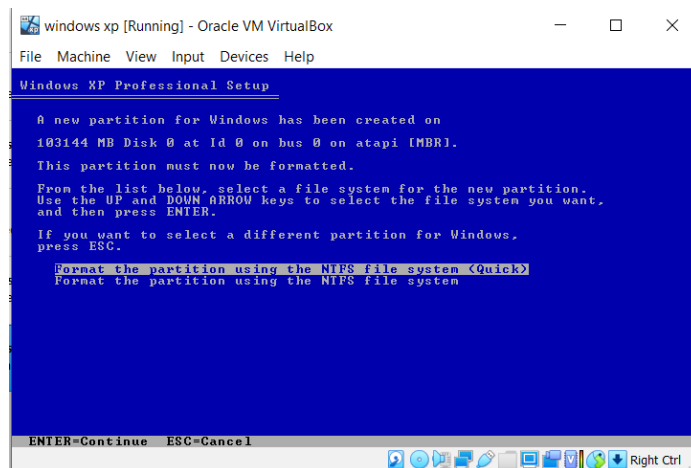 windows xp [Running] - Oracle VM VirtualBox
File Machine View Input Devices Help
Windows XP Professional Setup
A new partition for Windows has been created on
103144 MB Disk 0 at Id 0 on bus 0 on atapi [MBR].
This partition must now be formatted.
From the list below, select a file system for the new partition.
Use the UP and DOWN ARROW keys to select the file system you want,
and then press ENTER.
If you want to select a different partition for Windows,
press ESC.
Format the partition using the NTFS file system (Quick)
Format the partition using the NTFS file system
ENTER=Continue ESC=Cancel
Right Ctrl